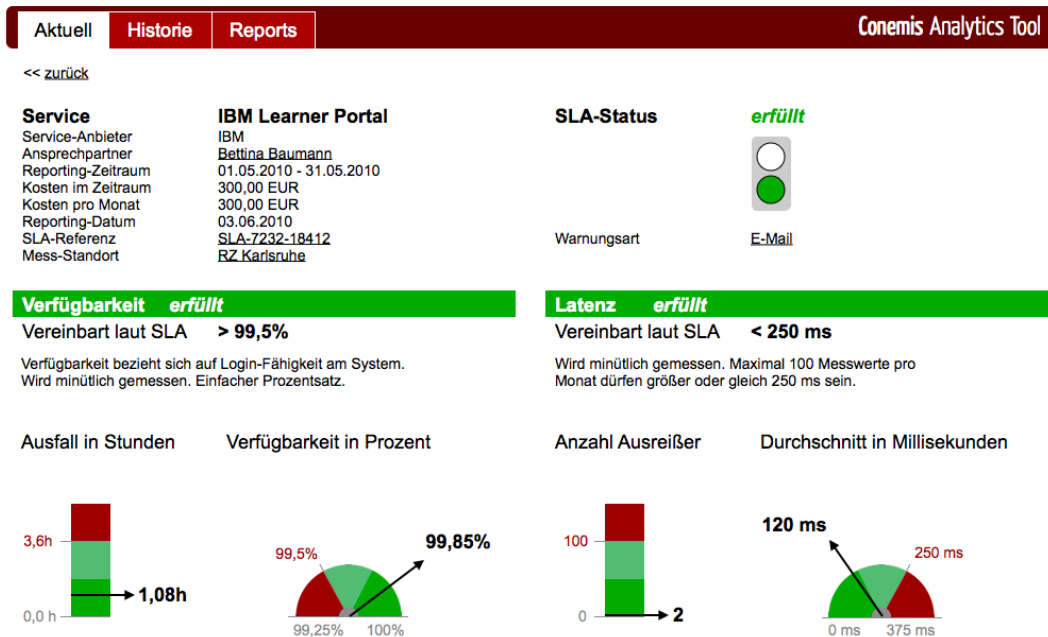 Aktuell Historie Reports Conemis Analytics Tool
<< zurück
Service IBM Learner Portal SLA-Status erfüllt
Service-Anbieter IBM
Ansprechpartner Bettina Baumann
Reporting-Zeitraum 01.05.2010 - 31.05.2010
Kosten im Zeitraum 300,00 EUR
Kosten pro Monat 300,00 EUR
Reporting-Datum 03.06.2010
SLA-Referenz SLA-7232-18412 Warnungsart E-Mail
Mess-Standort RZ Karlsruhe
Verfügbarkeit erfüllt
Vereinbart laut SLA > 99,5%
Verfügbarkeit bezieht sich auf Login-Fähigkeit am System.
Wird minütlich gemessen. Einfacher Prozentsatz.
Ausfall in Stunden Verfügbarkeit in Prozent
3,6h
1,08h
0,0 h
99,5%
99,85%
99,25% 100%
Latenz erfüllt
Vereinbart laut SLA < 250 ms
Wird minütlich gemessen. Maximal 100 Messwerte pro
Monat dürfen größer oder gleich 250 ms sein.
Anzahl Ausreißer Durchschnitt in Millisekunden
100
0
2
120 ms
250 ms
0 ms 375 ms